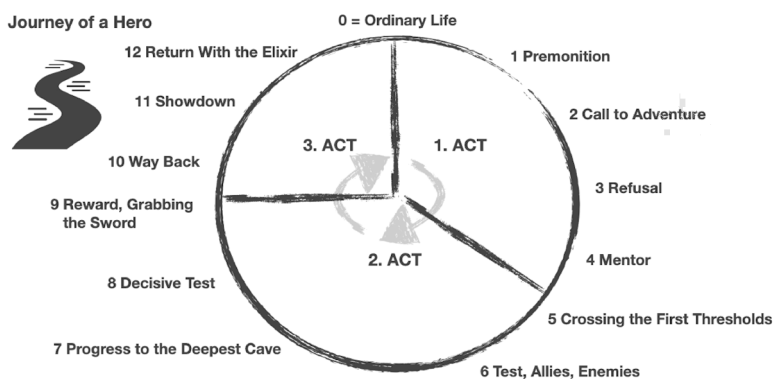 Journey of a Hero
0 = Ordinary Life
1 Premonition
2 Call to Adventure
3 Refusal
4 Mentor
5 Crossing the First Thresholds
6 Test, Allies, Enemies
7 Progress to the Deepest Cave
8 Decisive Test
9 Reward, Grabbing
the Sword
10 Way Back
11 Showdown
12 Return With the Elixir
1. ACT
2. ACT
3. ACT